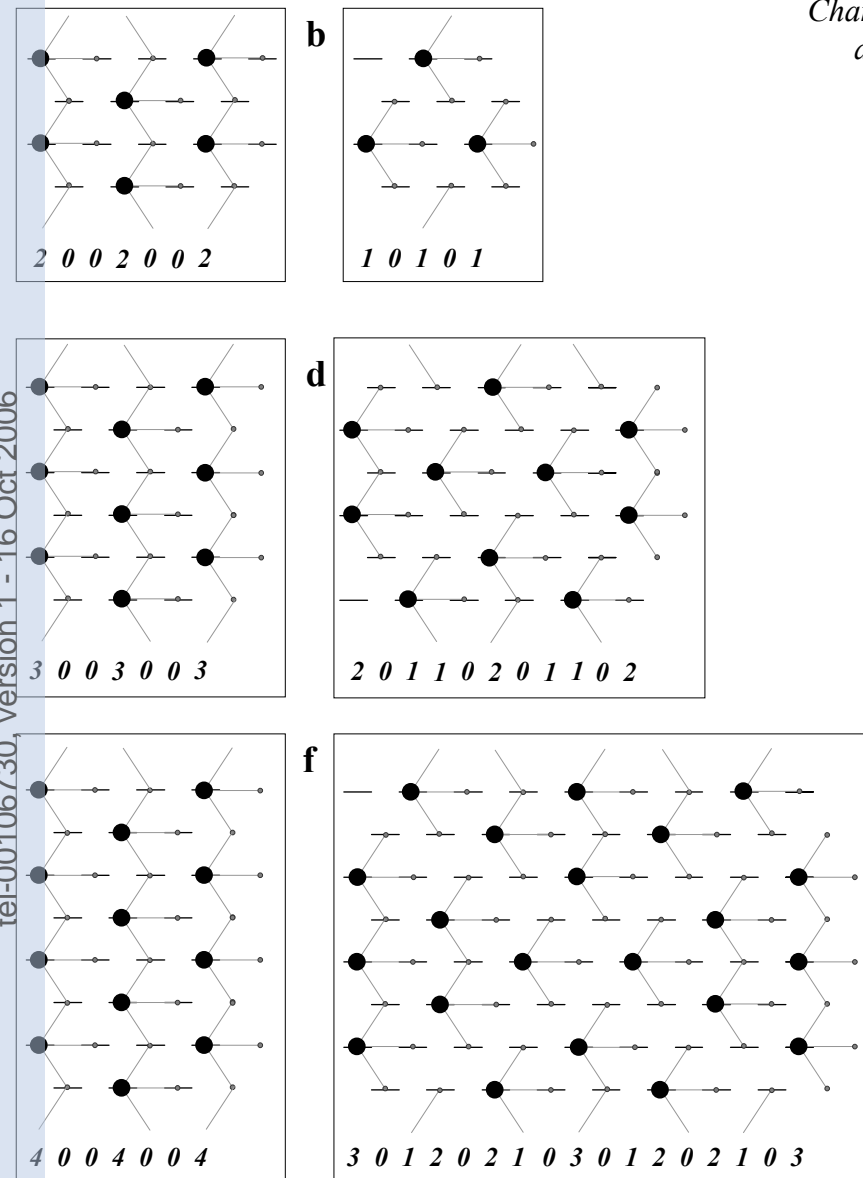 Char
b
2 0 0 2 0 0 2
1 0 1 0 1
d
3 0 0 3 0 0 3
2 0 1 1 0 2 0 1 1 0 2
f
4 0 0 4 0 0 4
3 0 1 2 0 2 1 0 3 0 1 2 0 2 1 0 3
tel-00106730, version 1 - 16 Oct 2006